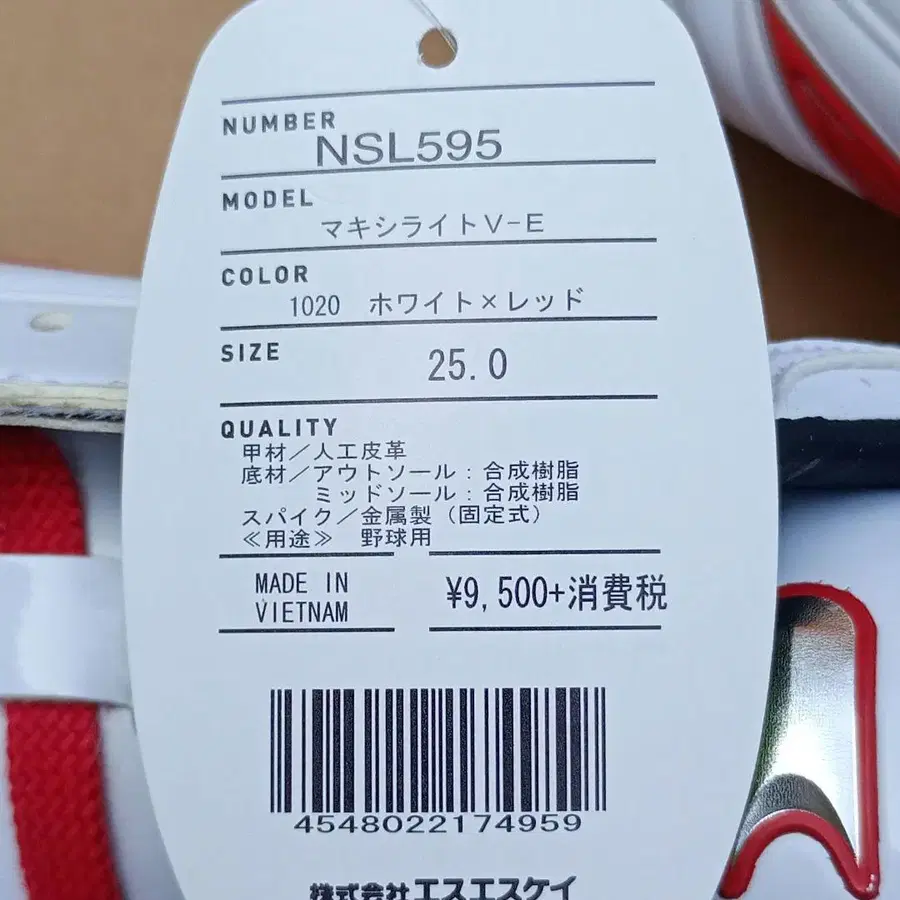 NUMBER
NSL595
MODEL
マキシライトV-E
COLOR
1020 ホワイト×レッド
SIZE
25.0
QUALITY
甲材／人工皮革
底材／アウトソール：合成樹脂
ミッドソール：合成樹脂
スパイク／金属製（固定式）
≪用途≫ 野球用
MADE IN
VIETNAM
¥9,500+消費税
4548022174959
株式会社エスエスケイ